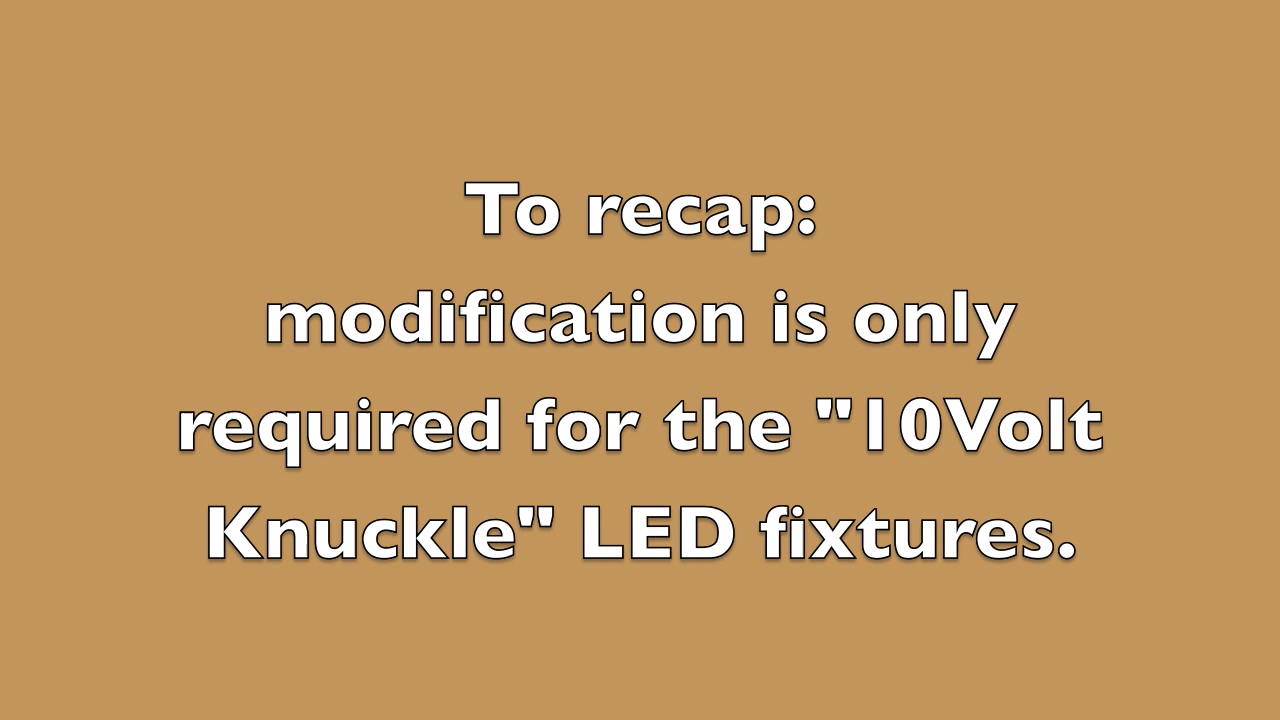 To recap:
modification is only
required for the "10Volt
Knuckle" LED fixtures.